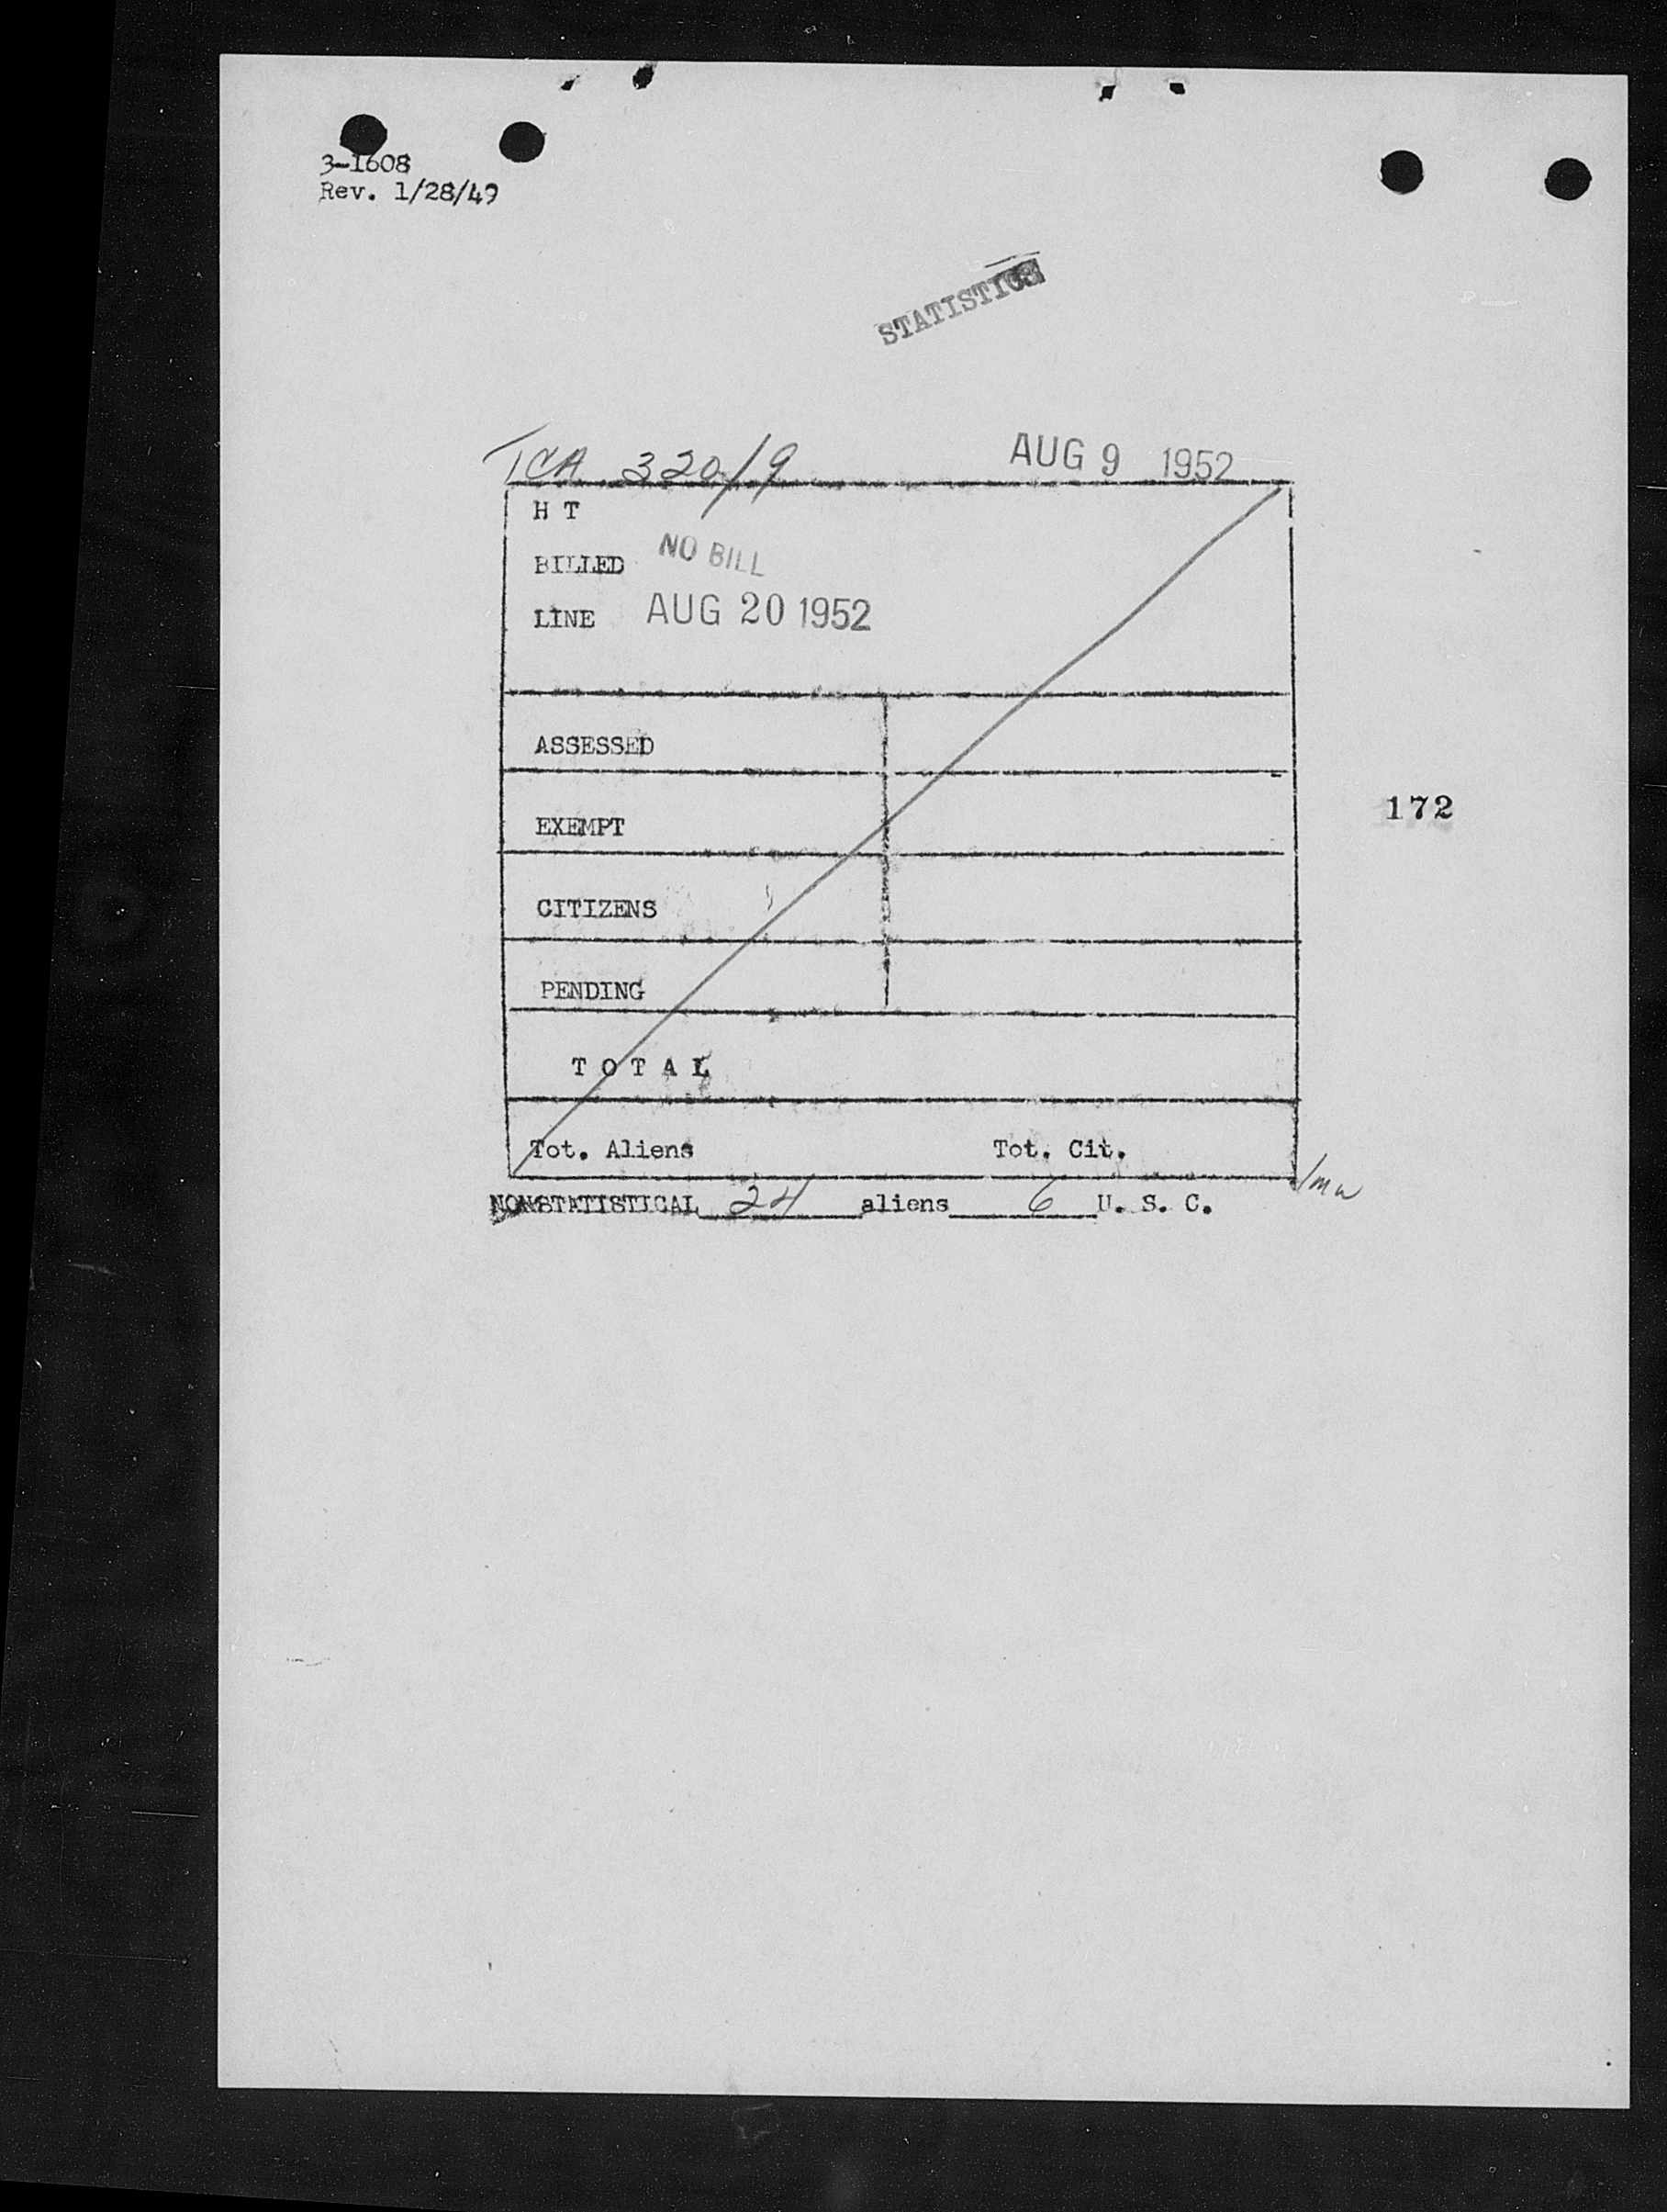 3-1608
Rev. 1/28/49
STATISTICS
TCA 320/9 AUG 9 1952
H T
BILLED NO BILL
LINE AUG 20 1952
ASSESSED
EXEMPT
172
CITIZENS
PENDING
T O T A L
Tot. Aliens Tot. Cit.
NONSTATISTICAL 24 aliens 6 U. S. C.